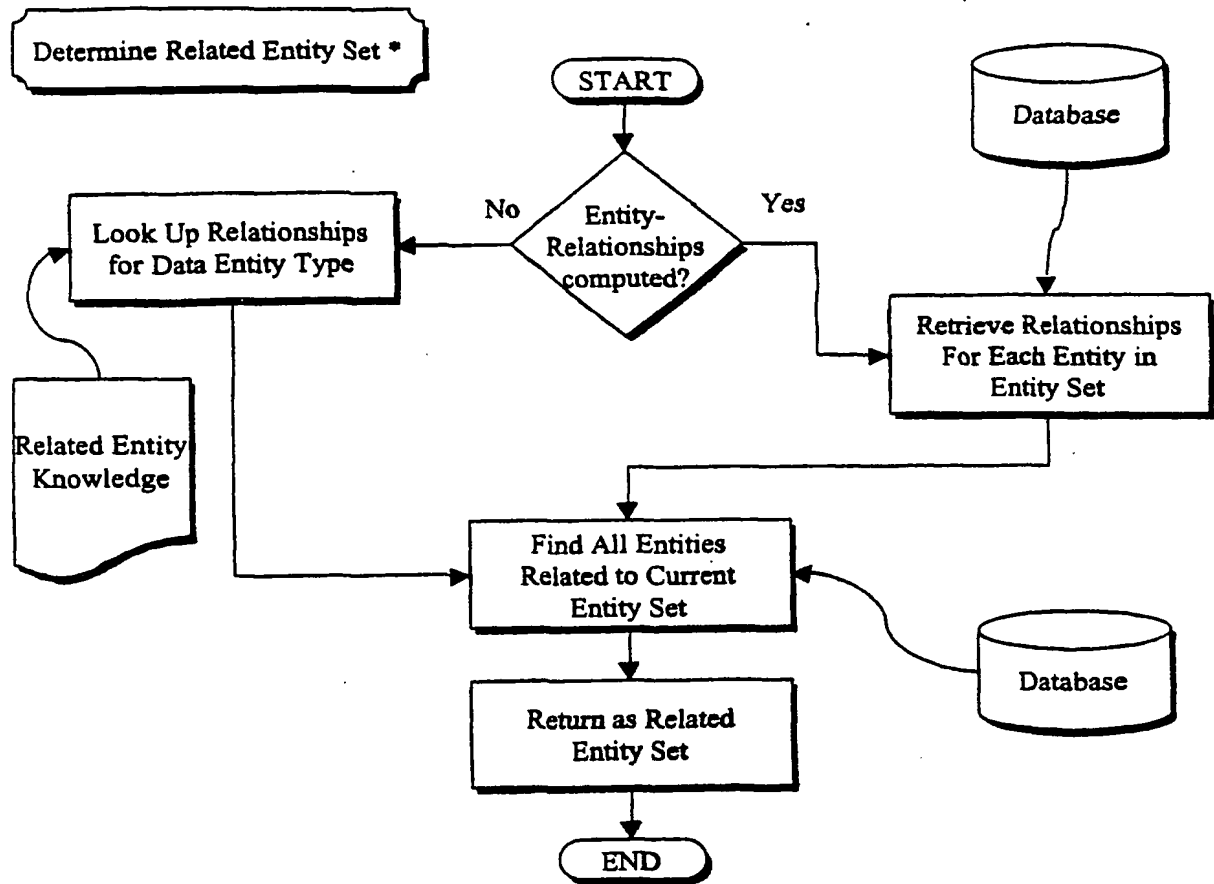 Determine Related Entity Set *
START
Database
No
Yes
Entity-
Relationships
computed?
Look Up Relationships
for Data Entity Type
Retrieve Relationships
For Each Entity in
Entity Set
Related Entity
Knowledge
Find All Entities
Related to Current
Entity Set
Database
Return as Related
Entity Set
END